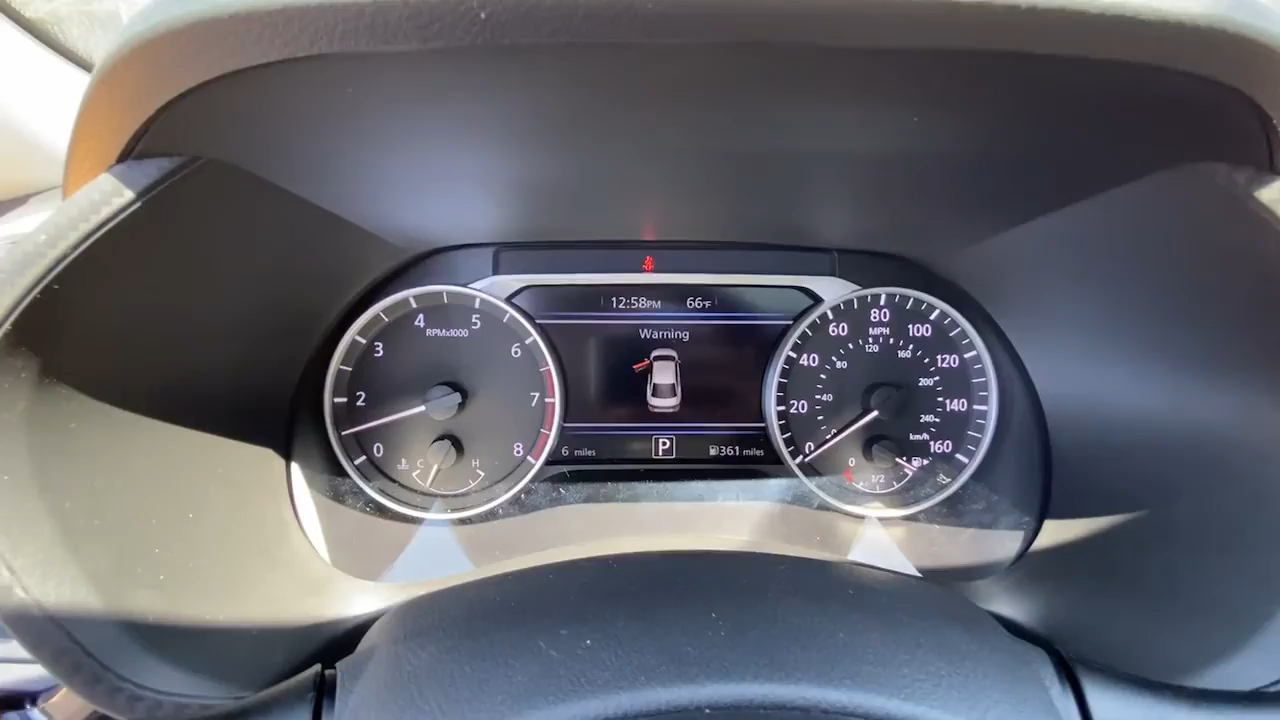 12:58PM 66°F
Warning
6 miles P 361 miles
RPMx1000
0 2 3 4 5 6 7 8
C H
MPH
0 20 40 60 80 100 120 140 160
0 40 80 120 160 200 240
km/h
0 1/2